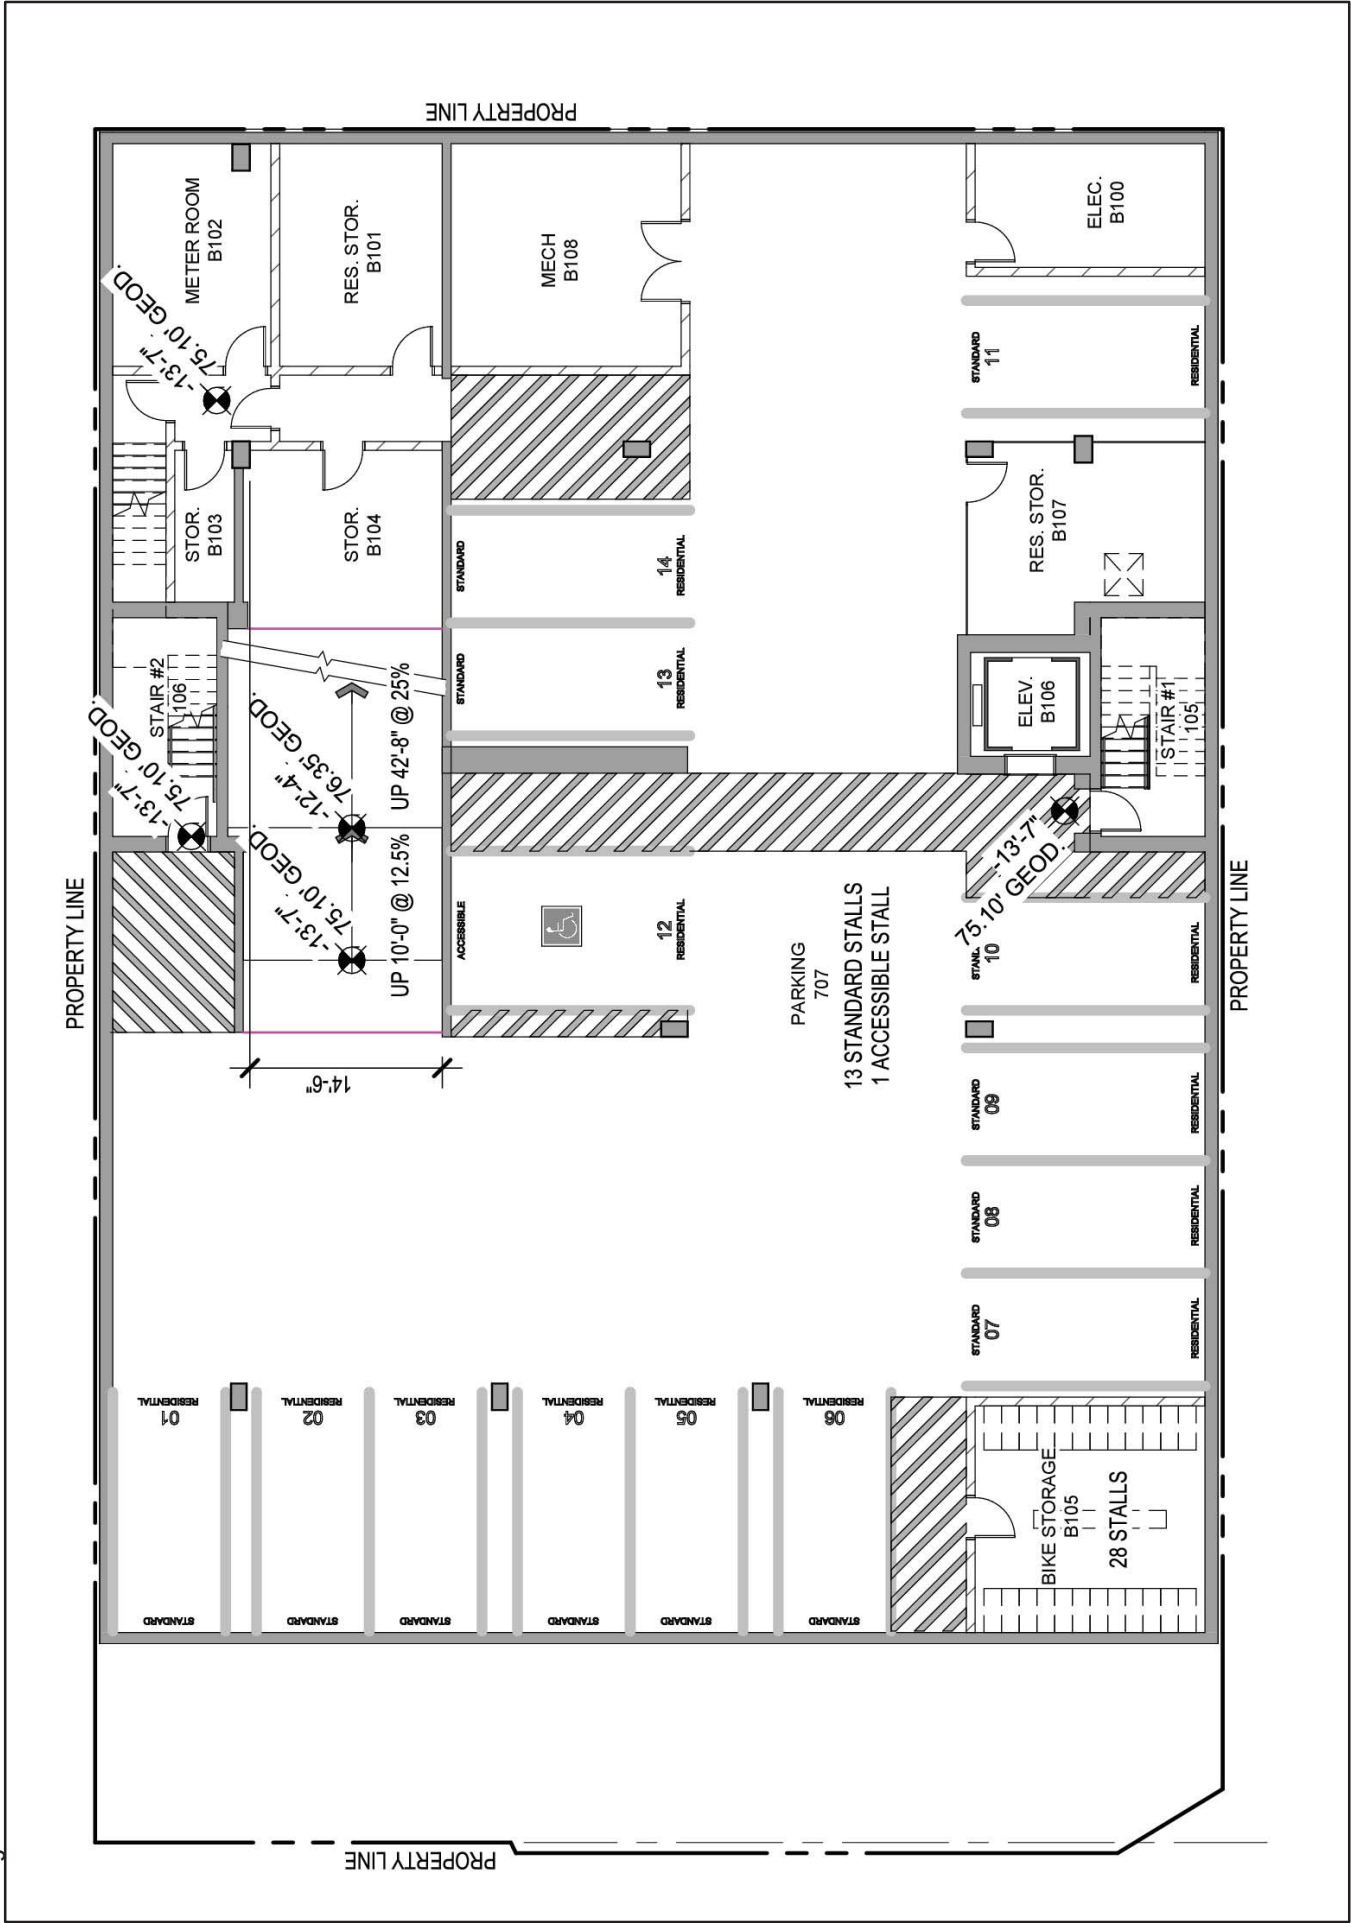 PROPERTY LINE
METER ROOM
B102
RES. STOR.
B101
MECH
B108
ELEC.
B100
-13'-7"
75.10' GEOD.
STANDARD
11
RESIDENTIAL
STOR.
B103
STOR.
B104
STANDARD
14
RESIDENTIAL
RES. STOR.
B107
STAIR #2
106
STANDARD
13
RESIDENTIAL
ELEV.
B106
STAIR #1
105
-13'-7"
75.10' GEOD.
-12'-4"
76.35' GEOD.
UP 42'-8" @ 25%
-13'-7"
75.10' GEOD.
UP 10'-0" @ 12.5%
-13'-7"
75.10' GEOD.
PROPERTY LINE
ACCESSIBLE
12
RESIDENTIAL
PARKING
707
13 STANDARD STALLS
1 ACCESSIBLE STALL
10
RESIDENTIAL
PROPERTY LINE
14'-6"
STANDARD
09
RESIDENTIAL
STANDARD
08
RESIDENTIAL
STANDARD
07
RESIDENTIAL
RESIDENTIAL
01
STANDARD
RESIDENTIAL
02
STANDARD
RESIDENTIAL
03
STANDARD
RESIDENTIAL
04
STANDARD
RESIDENTIAL
05
STANDARD
RESIDENTIAL
06
STANDARD
BIKE STORAGE
B105
28 STALLS
PROPERTY LINE